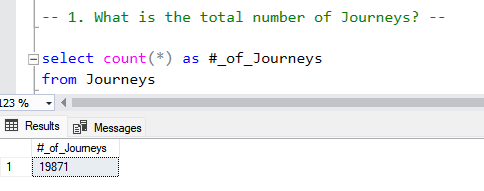 -- 1. What is the total number of Journeys? --
select count(*) as #_of_Journeys
from Journeys
123 %
Results Messages
#_of_Journeys
1 19871